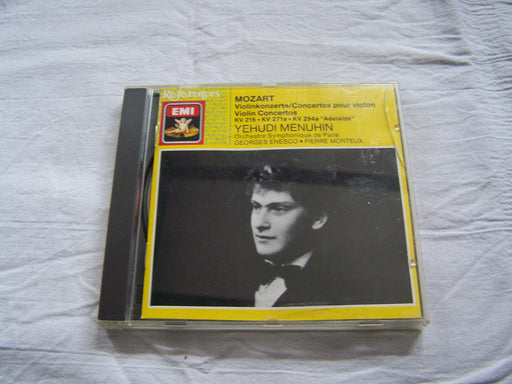 References
EMI
MOZART
Violinkonzerte/Concertos pour violon
Violin Concertos
KV 216 • KV 271a • KV 294a "Adelaide"
YEHUDI MENUHIN
Orchestre Symphonique de Paris
GEORGES ENESCO • PIERRE MONTEUX